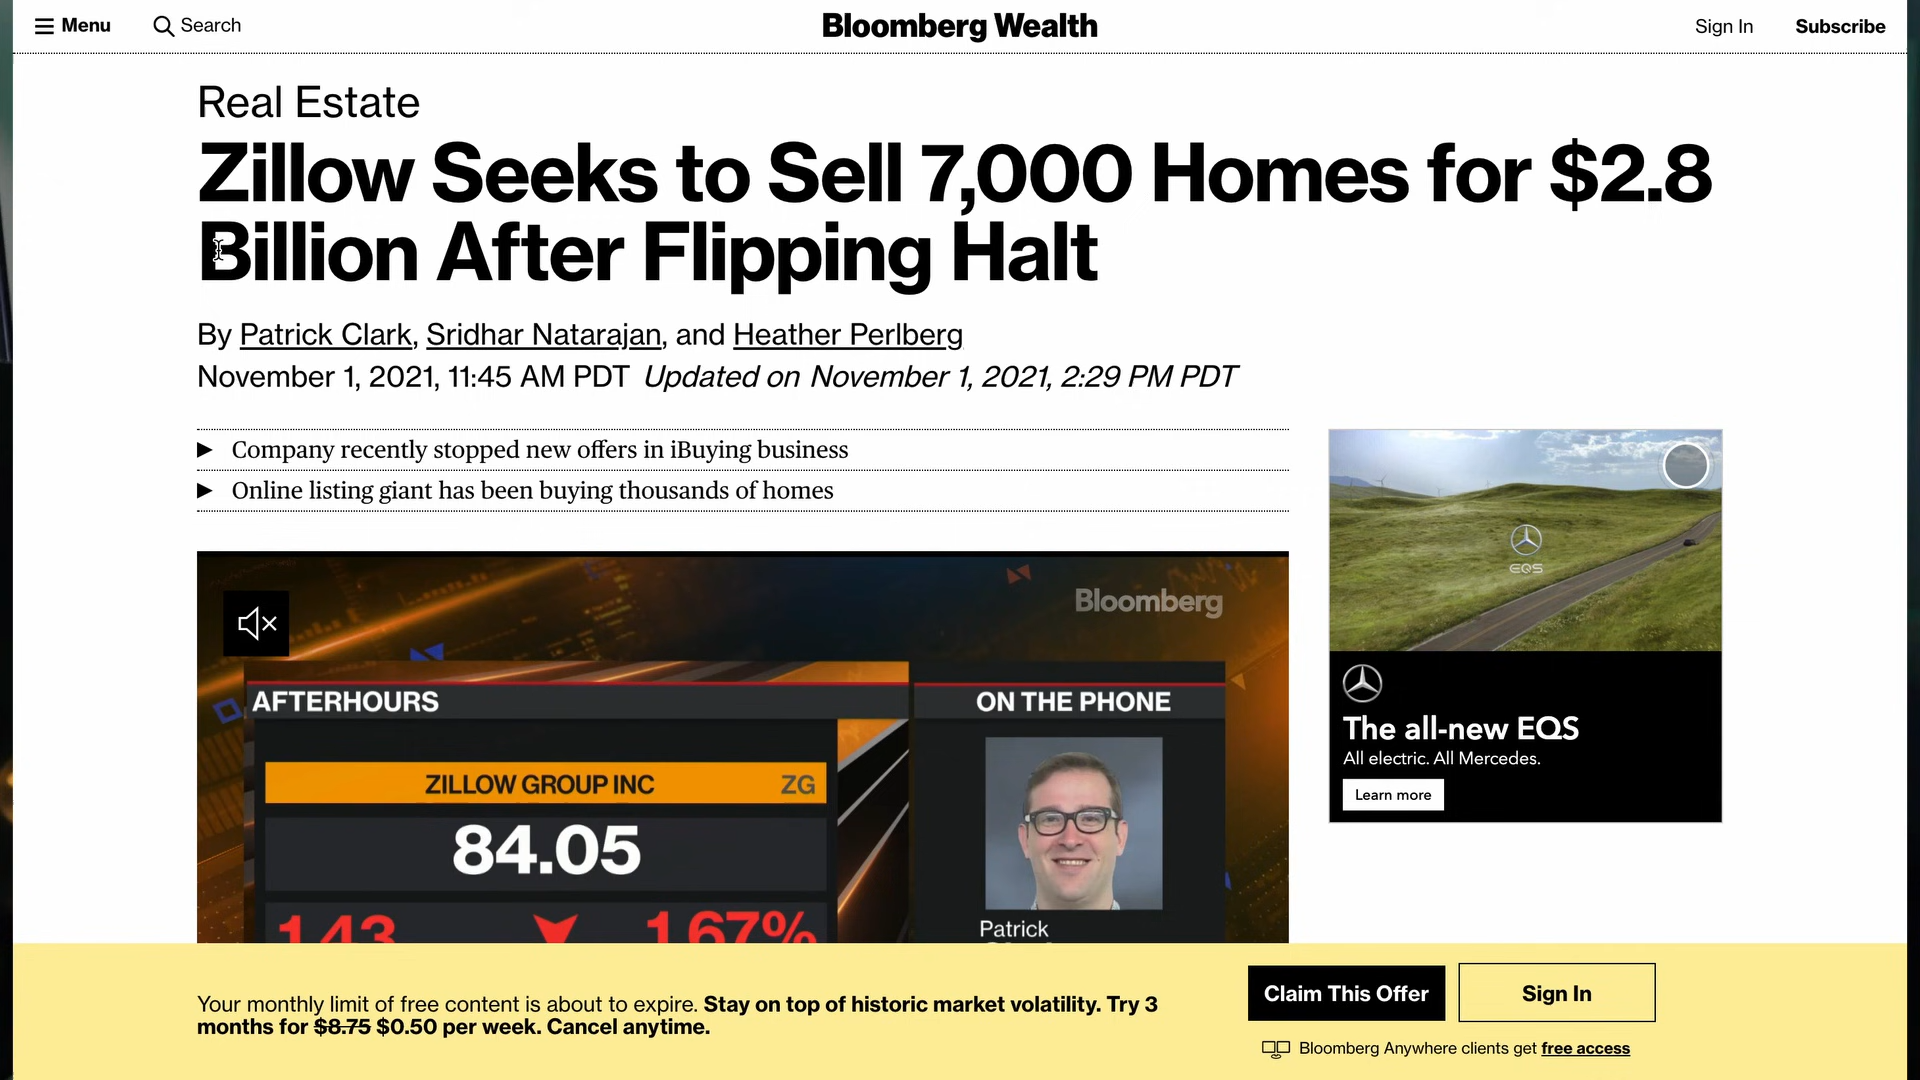 Menu
Search
Bloomberg Wealth
Sign In
Subscribe
Real Estate
Zillow Seeks to Sell 7,000 Homes for $2.8
Billion After Flipping Halt
By Patrick Clark, Sridhar Natarajan, and Heather Perlberg
November 1, 2021, 11:45 AM PDT Updated on November 1, 2021, 2:29 PM PDT
Company recently stopped new offers in iBuying business
Online listing giant has been buying thousands of homes
Bloomberg
AFTERHOURS
ON THE PHONE
ZILLOW GROUP INC ZG
84.05
1.43 1.67%
Patrick
EQS
The all-new EQS
All electric. All Mercedes.
Learn more
Your monthly limit of free content is about to expire. Stay on top of historic market volatility. Try 3
months for $8.75 $0.50 per week. Cancel anytime.
Claim This Offer
Sign In
Bloomberg Anywhere clients get free access